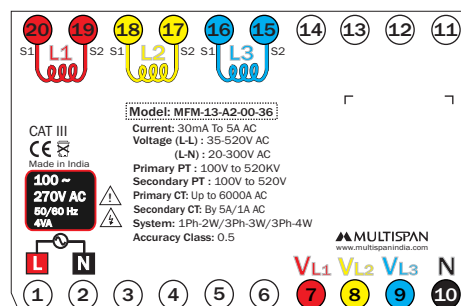 20 19 18 17 16 15 14 13 12 11
S1 L1 S2 S1 L2 S2 S1 L3 S2
Model: MFM-13-A2-00-36
Current: 30mA To 5A AC
Voltage (L-L) : 35-520V AC
(L-N) : 20-300V AC
Primary PT : 100V to 520KV
Secondary PT : 100V to 520V
Primary CT: Up to 6000A AC
Secondary CT: By 5A/1A AC
System: 1Ph-2W/3Ph-3W/3Ph-4W
Accuracy Class: 0.5
CAT III
CE
Made in India
100 ~
270V AC
50/60 Hz
4VA
L N
MULTISPAN
www.multispanindia.com
VL1 VL2 VL3 N
1 2 3 4 5 6 7 8 9 10